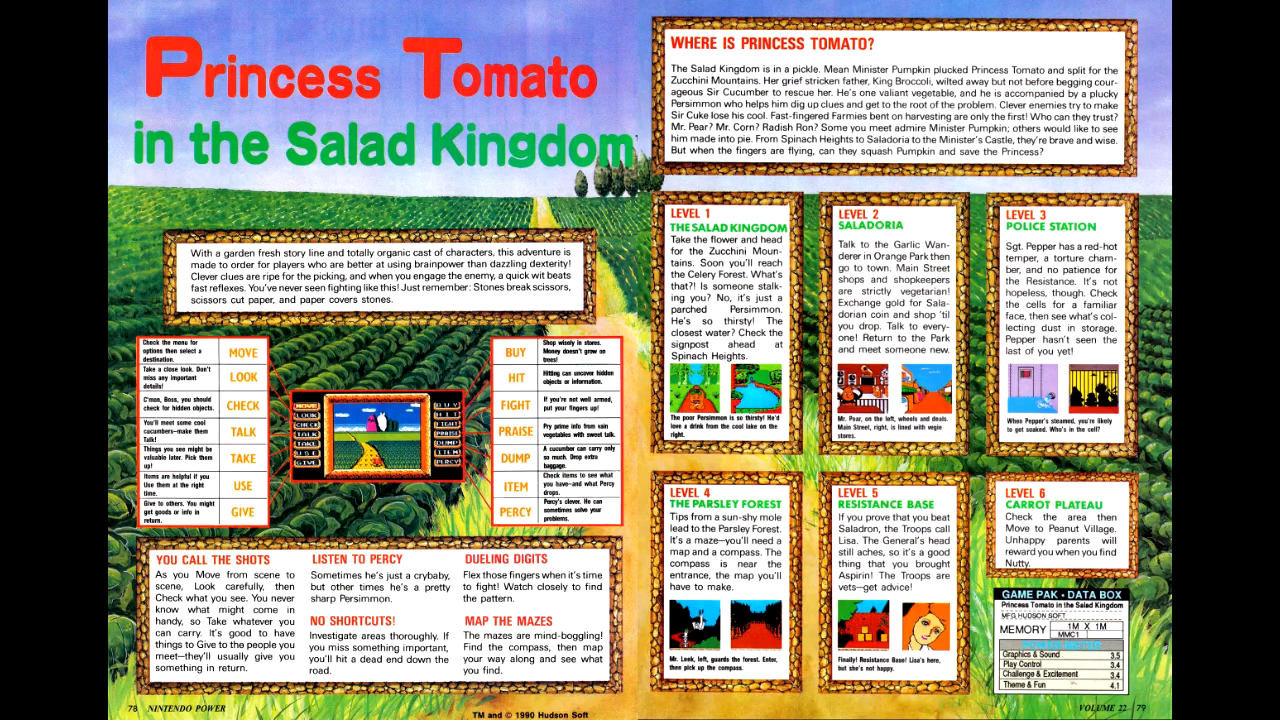 Princess Tomato
in the Salad Kingdom
With a garden fresh story line and totally organic cast of characters, this adventure is
made to order for players who are better at using brainpower than dazzling dexterity!
Clever clues are ripe for the picking, and when you engage the enemy, a quick wit beats
fast reflexes. You've never seen fighting like this! Just remember: Stones break scissors,
scissors cut paper, and paper covers stones.
Check the menu for
options then select a
destination.
MOVE
Take a close look. Don't
miss any important
details!
LOOK
C'mon, Boss, you should
check for hidden objects.
CHECK
You'll meet some cool
cucumbers—make them
Talk!
TALK
Things you see might be
valuable later. Pick them
up!
TAKE
Items are helpful if you
Use them at the right
time.
USE
Give to others. You might
get goods or info in
return.
GIVE
MOVE
LOOK
CHECK
TALK
TAKE
USE
GIVE
BUY
HIT
FIGHT
PRAISE
DUMP
ITEM
PERCY
BUY
Shop wisely in stores.
Money doesn't grow on
trees!
HIT
Hitting can uncover hidden
objects or information.
FIGHT
If you're not well armed,
put your fingers up!
PRAISE
Pry prime info from vain
vegetables with sweet talk.
DUMP
A cucumber can carry only
so much. Drop extra
baggage.
ITEM
Check items to see what
you have—and what Percy
drops.
PERCY
Percy's clever. He can
sometimes solve your
problems.
YOU CALL THE SHOTS
As you Move from scene to
scene, Look carefully, then
Check what you see. You never
know what might come in
handy, so Take whatever you
can carry. It's good to have
things to Give to the people you
meet—they'll usually give you
something in return.
LISTEN TO PERCY
Sometimes he's just a crybaby,
but other times he's a pretty
sharp Persimmon.
NO SHORTCUTS!
Investigate areas thoroughly. If
you miss something important,
you'll hit a dead end down the
road.
DUELING DIGITS
Flex those fingers when it's time
to fight! Watch closely to find
the pattern.
MAP THE MAZES
The mazes are mind-boggling!
Find the compass, then map
your way along and see what
you find.
78 NINTENDO POWER
TM and © 1990 Hudson Soft
WHERE IS PRINCESS TOMATO?
The Salad Kingdom is in a pickle. Mean Minister Pumpkin plucked Princess Tomato and split for the
Zucchini Mountains. Her grief stricken father, King Broccoli, wilted away but not before begging cour-
ageous Sir Cucumber to rescue her. He's one valiant vegetable, and he is accompanied by a plucky
Persimmon who helps him dig up clues and get to the root of the problem. Clever enemies try to make
Sir Cuke lose his cool. Fast-fingered Farmies bent on harvesting are only the first! Who can they trust?
Mr. Pear? Mr. Corn? Radish Ron? Some you meet admire Minister Pumpkin; others would like to see
him made into pie. From Spinach Heights to Saladoria to the Minister's Castle, they're brave and wise.
But when the fingers are flying, can they squash Pumpkin and save the Princess?
LEVEL 1
THE SALAD KINGDOM
Take the flower and head
for the Zucchini Moun-
tains. Soon you'll reach
the Celery Forest. What's
that?! Is someone stalk-
ing you? No, it's just a
parched Persimmon.
He's so thirsty! The
closest water? Check the
signpost ahead at
Spinach Heights.
The poor Persimmon is so thirsty! He'd
love a drink from the cool lake on the
right.
LEVEL 2
SALADORIA
Talk to the Garlic Wan-
derer in Orange Park then
go to town. Main Street
shops and shopkeepers
are strictly vegetarian!
Exchange gold for Sala-
dorian coin and shop 'til
you drop. Talk to every-
one! Return to the Park
and meet someone new.
Mr. Pear, on the left, wheels and deals.
Main Street, right, is lined with vegie
stores.
LEVEL 3
POLICE STATION
Sgt. Pepper has a red-hot
temper, a torture cham-
ber, and no patience for
the Resistance. It's not
hopeless, though. Check
the cells for a familiar
face, then see what's col-
lecting dust in storage.
Pepper hasn't seen the
last of you yet!
When Pepper's steamed, you're likely
to get soaked. Who's in the cell?
LEVEL 4
THE PARSLEY FOREST
Tips from a sun-shy mole
lead to the Parsley Forest.
It's a maze—you'll need a
map and a compass. The
compass is near the
entrance, the map you'll
have to make.
Mr. Leek, left, guards the forest. Enter,
then pick up the compass.
LEVEL 5
RESISTANCE BASE
If you prove that you beat
Saladron, the Troops call
Lisa. The General's head
still aches, so it's a good
thing that you brought
Aspirin! The Troops are
vets—get advice!
Finally! Resistance Base! Lisa's here,
but she's not happy.
LEVEL 6
CARROT PLATEAU
Check the area then
Move to Peanut Village.
Unhappy parents will
reward you when you find
Nutty.
GAME PAK • DATA BOX
Princess Tomato in the Salad Kingdom
MFG HUDSON SOFT
MEMORY 1M X 1M
MMC1
Graphics & Sound 3.5
Play Control 3.4
Challenge & Excitement 3.4
Theme & Fun 4.1
VOLUME 22 79